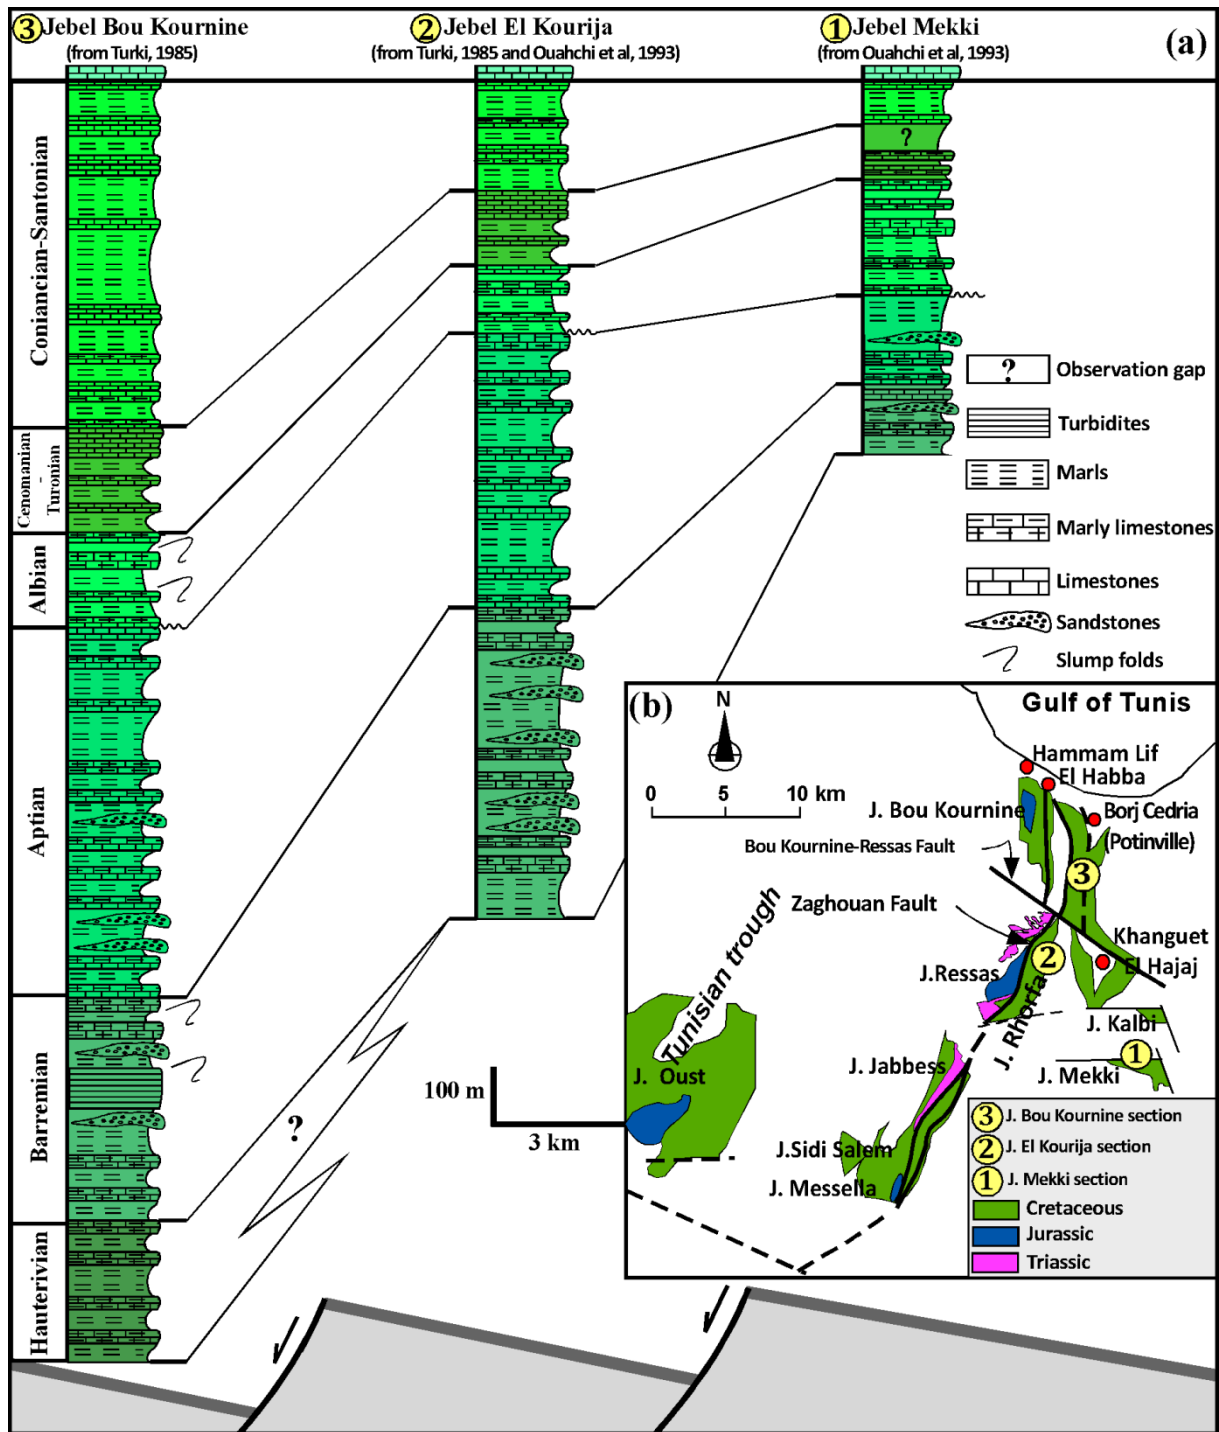 3 Jebel Bou Kournine
(from Turki, 1985)
2 Jebel El Kourija
(from Turki, 1985 and Ouahchi et al, 1993)
1 Jebel Mekki
(from Ouahchi et al, 1993)
(a)
Coniancian-Santonian
Cenomanian
-
Turonian
Albian
Aptian
Barremian
Hauterivian
?
?
? Observation gap
Turbidites
Marls
Marly limestones
Limestones
Sandstones
Slump folds
100 m
3 km
(b)
N
0 5 10 km
Gulf of Tunis
Hammam Lif
El Habba
J. Bou Kournine
Borj Cedria
(Potinville)
Bou Kournine-Ressas Fault
3
Zaghouan Fault
Khanguet
El Hajaj
2
J.Ressas
J. Rhorfa
Tunisian trough
J. Kalbi
1
J. Mekki
J. Oust
J. Jabbess
J.Sidi Salem
J. Messella
3 J. Bou Kournine section
2 J. El Kourija section
1 J. Mekki section
Cretaceous
Jurassic
Triassic